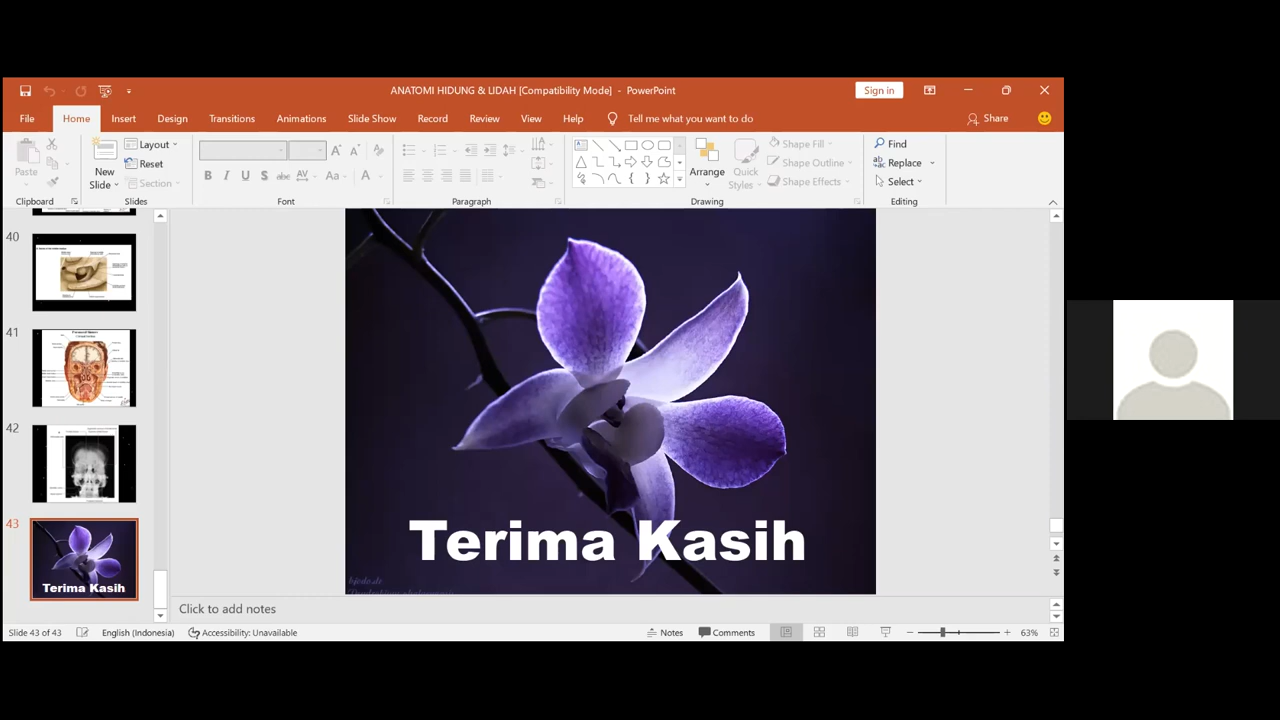 ANATOMI HIDUNG & LIDAH [Compatibility Mode] - PowerPoint
Sign in
File Home Insert Design Transitions Animations Slide Show Record Review View Help Tell me what you want to do Share
Paste
New Slide
Layout
Reset
Section
Arrange
Quick Styles
Shape Fill
Shape Outline
Shape Effects
Find
Replace
Select
Clipboard Slides Font Paragraph Drawing Editing
40
41
42
43
Terima Kasih
Terima Kasih
Click to add notes
Slide 43 of 43 English (Indonesia) Accessibility: Unavailable Notes Comments 63%